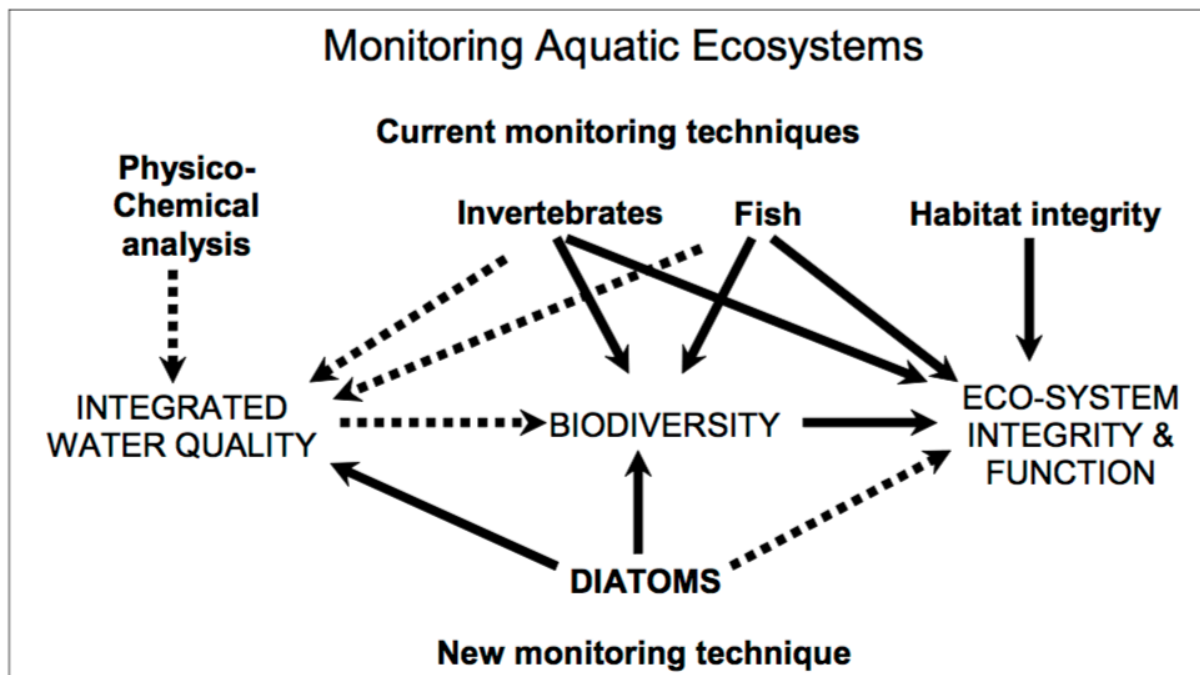 Monitoring Aquatic Ecosystems
Current monitoring techniques
Physico-
Chemical
analysis
Invertebrates
Fish
Habitat integrity
INTEGRATED
WATER QUALITY
BIODIVERSITY
ECO-SYSTEM
INTEGRITY &
FUNCTION
DIATOMS
New monitoring technique